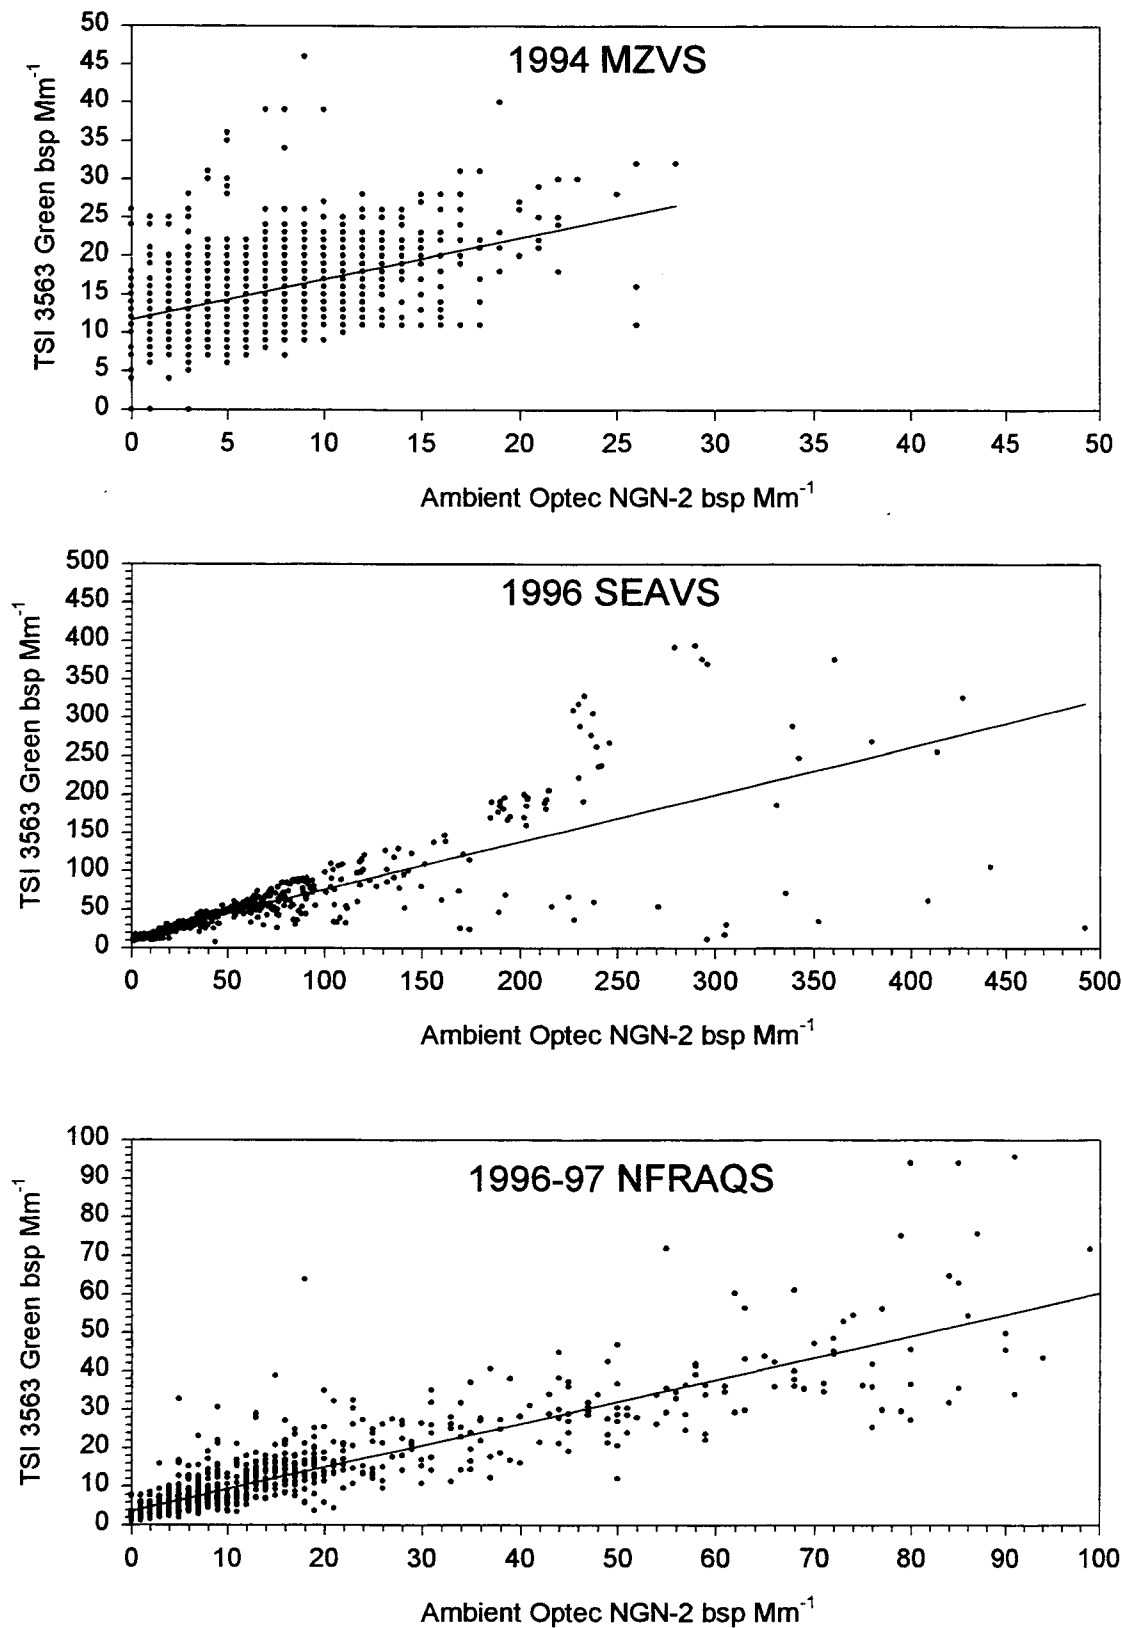 1994 MZVS
TSI 3563 Green bsp Mm-1
50
45
40
35
30
25
20
15
10
5
0
0 5 10 15 20 25 30 35 40 45 50
Ambient Optec NGN-2 bsp Mm-1
1996 SEAVS
TSI 3563 Green bsp Mm-1
500
450
400
350
300
250
200
150
100
50
0
0 50 100 150 200 250 300 350 400 450 500
Ambient Optec NGN-2 bsp Mm-1
1996-97 NFRAQS
TSI 3563 Green bsp Mm-1
100
90
80
70
60
50
40
30
20
10
0
0 10 20 30 40 50 60 70 80 90 100
Ambient Optec NGN-2 bsp Mm-1